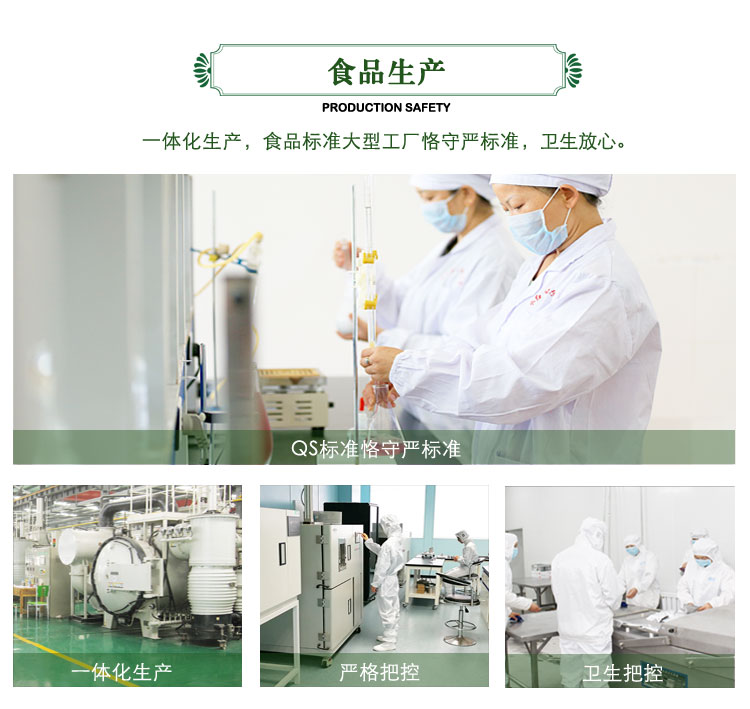 食品生产
PRODUCTION SAFETY
一体化生产，食品标准大型工厂恪守严标准，卫生放心。
QS标准恪守严标准
一体化生产
严格把控
卫生把控